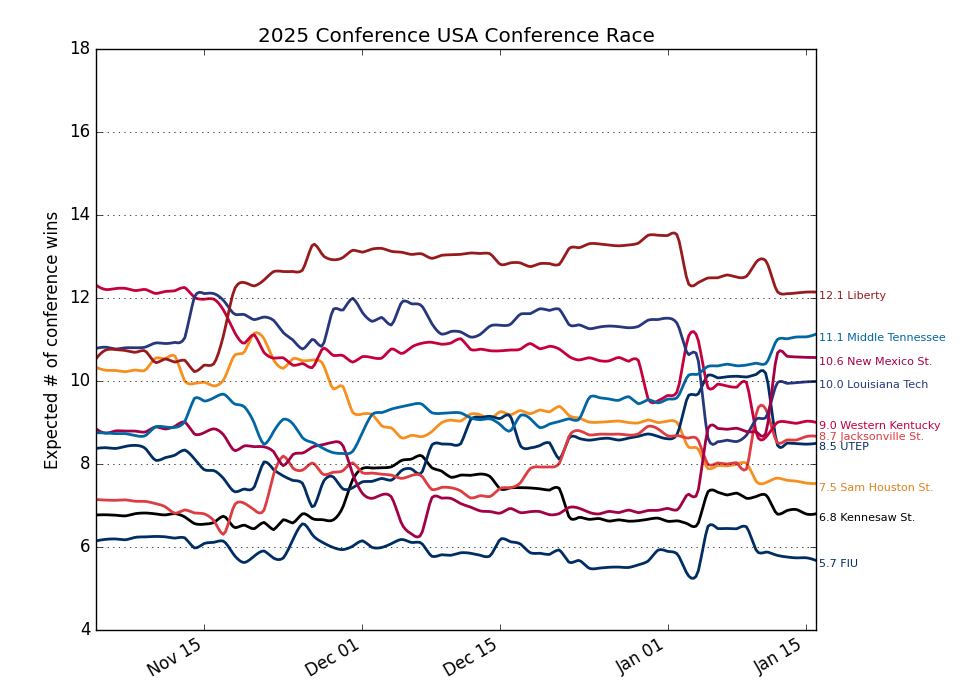 2025 Conference USA Conference Race
Expected # of conference wins
18
16
14
12
10
8
6
4
12.1 Liberty
11.1 Middle Tennessee
10.6 New Mexico St.
10.0 Louisiana Tech
9.0 Western Kentucky
8.7 Jacksonville St.
8.5 UTEP
7.5 Sam Houston St.
6.8 Kennesaw St.
5.7 FIU
Nov 15
Dec 01
Dec 15
Jan 01
Jan 15